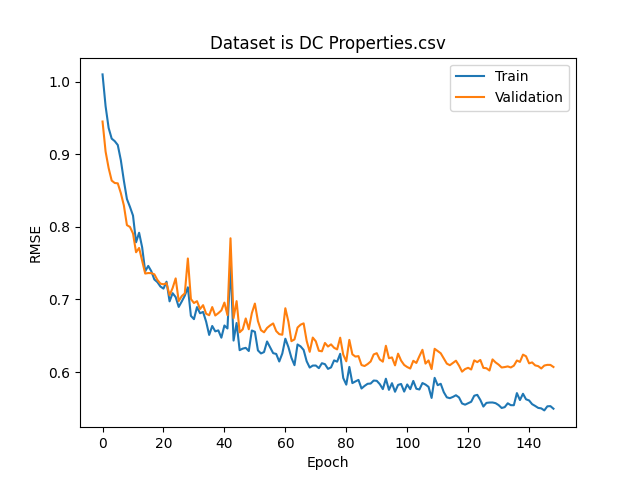 Dataset is DC Properties.csv
Train
Validation
RMSE
1.0
0.9
0.8
0.7
0.6
0 20 40 60 80 100 120 140
Epoch